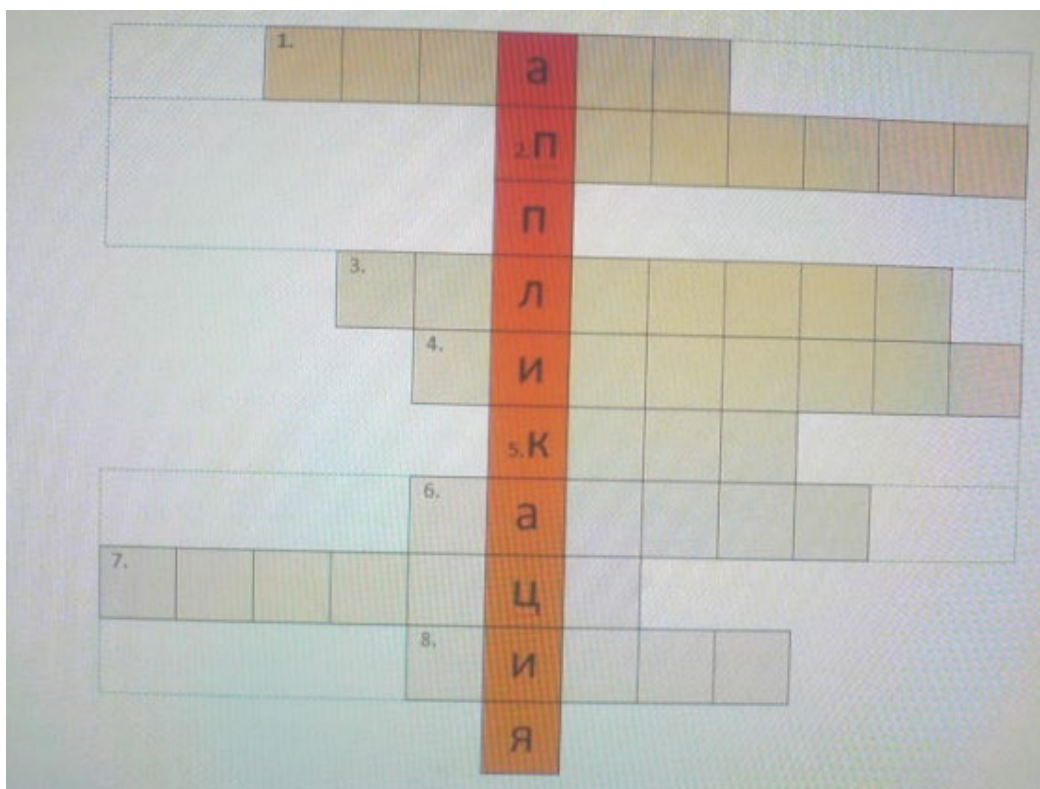 1. а
2. п
п
3. л
4. и
5. к
6. а
7. ц
8. и
я